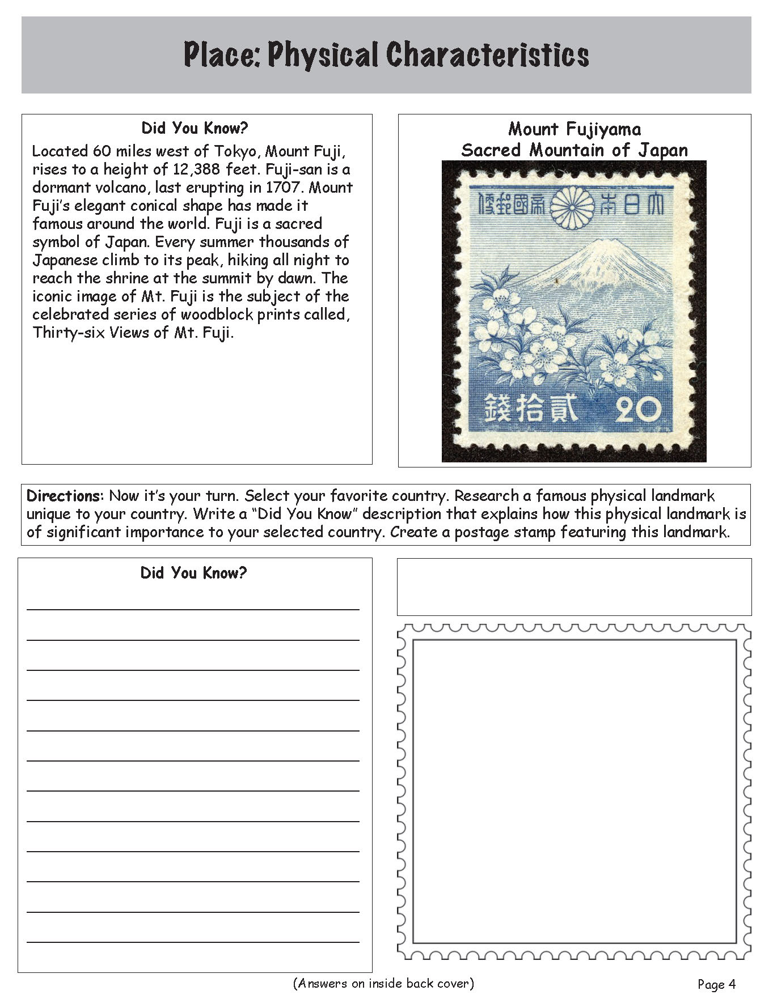 Place: Physical Characteristics
Did You Know?
Located 60 miles west of Tokyo, Mount Fuji,
rises to a height of 12,388 feet. Fuji-san is a
dormant volcano, last erupting in 1707. Mount
Fuji’s elegant conical shape has made it
famous around the world. Fuji is a sacred
symbol of Japan. Every summer thousands of
Japanese climb to its peak, hiking all night to
reach the shrine at the summit by dawn. The
iconic image of Mt. Fuji is the subject of the
celebrated series of woodblock prints called,
Thirty-six Views of Mt. Fuji.
Mount Fujiyama
Sacred Mountain of Japan
便郵國帝本日大
錢拾貳 20
Directions: Now it’s your turn. Select your favorite country. Research a famous physical landmark
unique to your country. Write a “Did You Know” description that explains how this physical landmark is
of significant importance to your selected country. Create a postage stamp featuring this landmark.
Did You Know?
(Answers on inside back cover)
Page 4